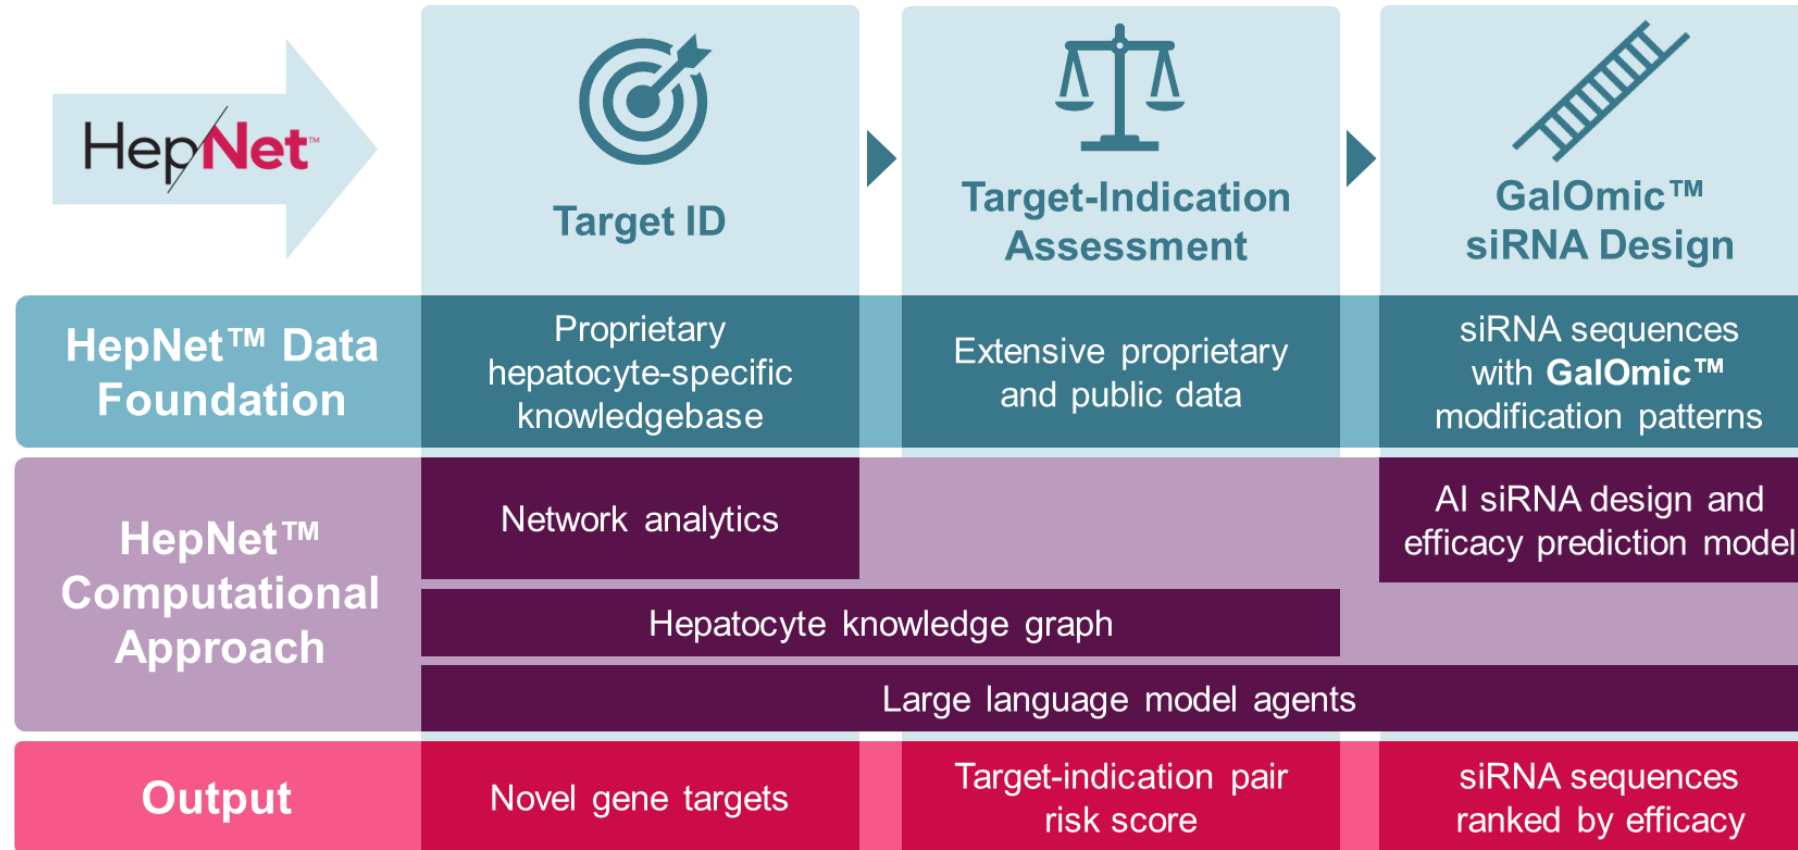 HepNet™
Target ID
Target-Indication
Assessment
GalOmic™
siRNA Design
HepNet™ Data
Foundation
Proprietary
hepatocyte-specific
knowledgebase
Extensive proprietary
and public data
siRNA sequences
with GalOmic™
modification patterns
HepNet™
Computational
Approach
Network analytics
AI siRNA design and
efficacy prediction model
Hepatocyte knowledge graph
Large language model agents
Output
Novel gene targets
Target-indication pair
risk score
siRNA sequences
ranked by efficacy